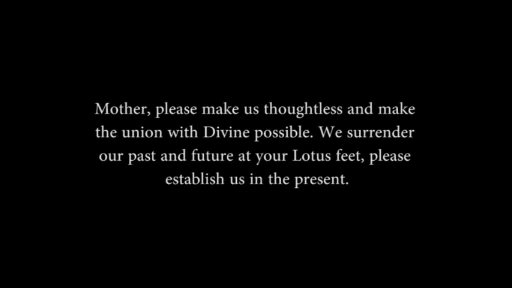 Mother, please make us thoughtless and make
the union with Divine possible. We surrender
our past and future at your Lotus feet, please
establish us in the present.